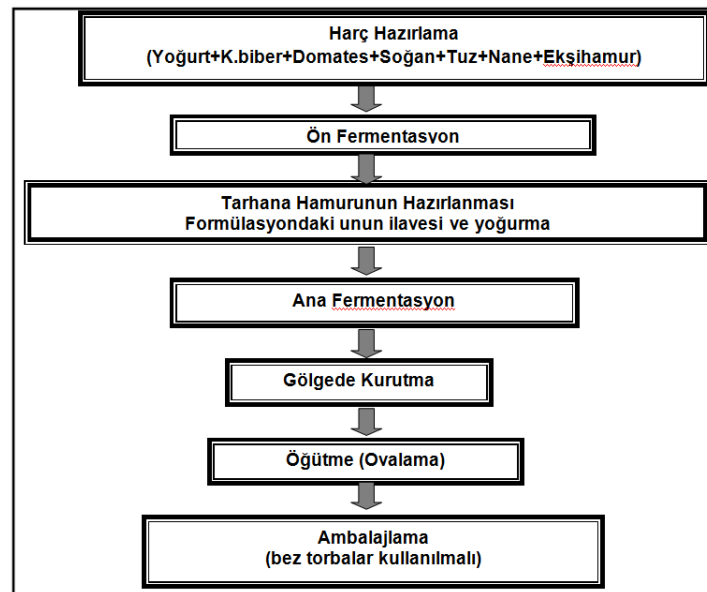 Harç Hazırlama
(Yoğurt+K.biber+Domates+Soğan+Tuz+Nane+Ekşihamur)
Ön Fermentasyon
Tarhana Hamurunun Hazırlanması
Formülasyondaki unun ilavesi ve yoğurma
Ana Fermentasyon
Gölgede Kurutma
Öğütme (Ovalama)
Ambalajlama
(bez torbalar kullanılmalı)